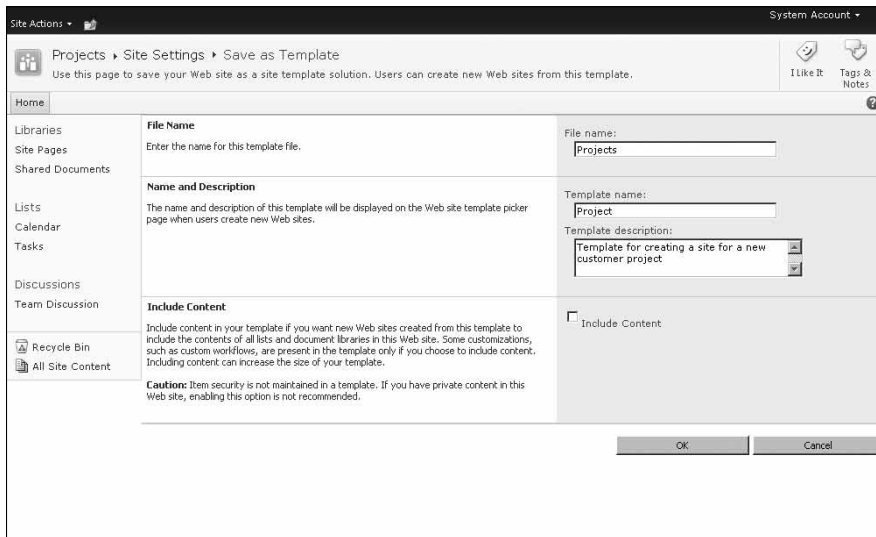 Site Actions
System Account
Projects ▸ Site Settings ▸ Save as Template
Use this page to save your Web site as a site template solution. Users can create new Web sites from this template.
I Like It
Tags &
Notes
Home
Libraries
Site Pages
Shared Documents
Lists
Calendar
Tasks
Discussions
Team Discussion
Recycle Bin
All Site Content
File Name
Enter the name for this template file.
File name:
Projects
Name and Description
The name and description of this template will be displayed on the Web site template picker
page when users create new Web sites.
Template name:
Project
Template description:
Template for creating a site for a new
customer project
Include Content
Include content in your template if you want new Web sites created from this template to
include the contents of all lists and document libraries in this Web site. Some customizations,
such as custom workflows, are present in the template only if you choose to include content.
Including content can increase the size of your template.
Caution: Item security is not maintained in a template. If you have private content in this
Web site, enabling this option is not recommended.
Include Content
OK
Cancel